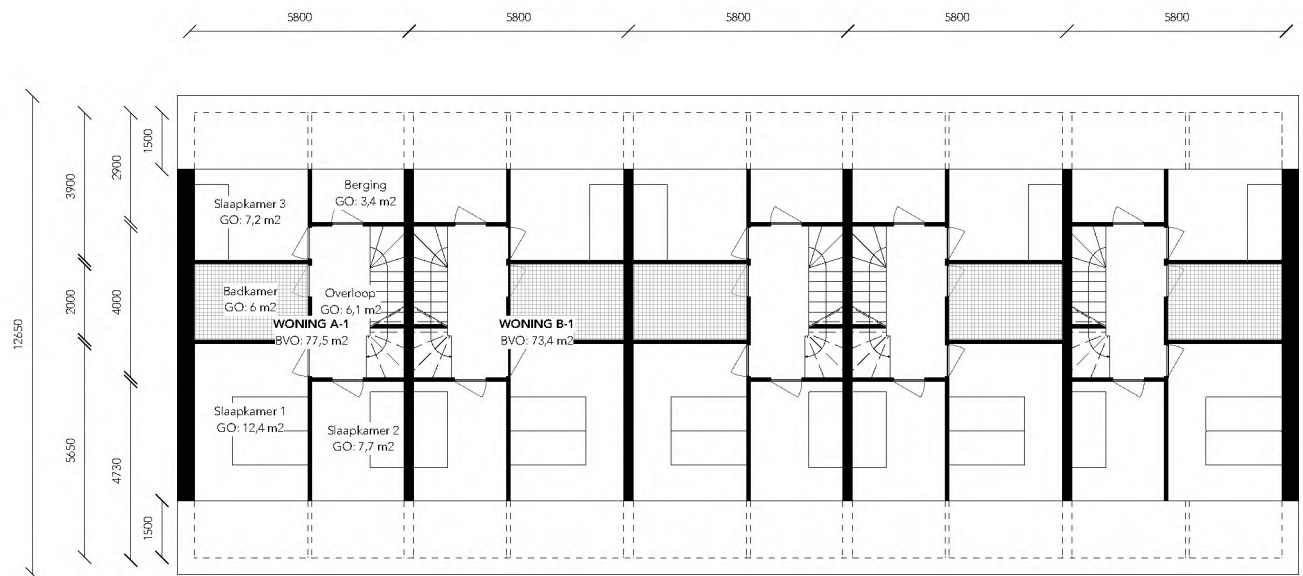 5800
5800
5800
5800
5800
12650
3900
2000
5650
2900
4000
4730
1500
1500
Slaapkamer 3
GO: 7,2 m2
Berging
GO: 3,4 m2
Badkamer
GO: 6 m2
Overloop
GO: 6,1 m2
WONING A-1
BVO: 77,5 m2
WONING B-1
BVO: 73,4 m2
Slaapkamer 1
GO: 12,4 m2
Slaapkamer 2
GO: 7,7 m2